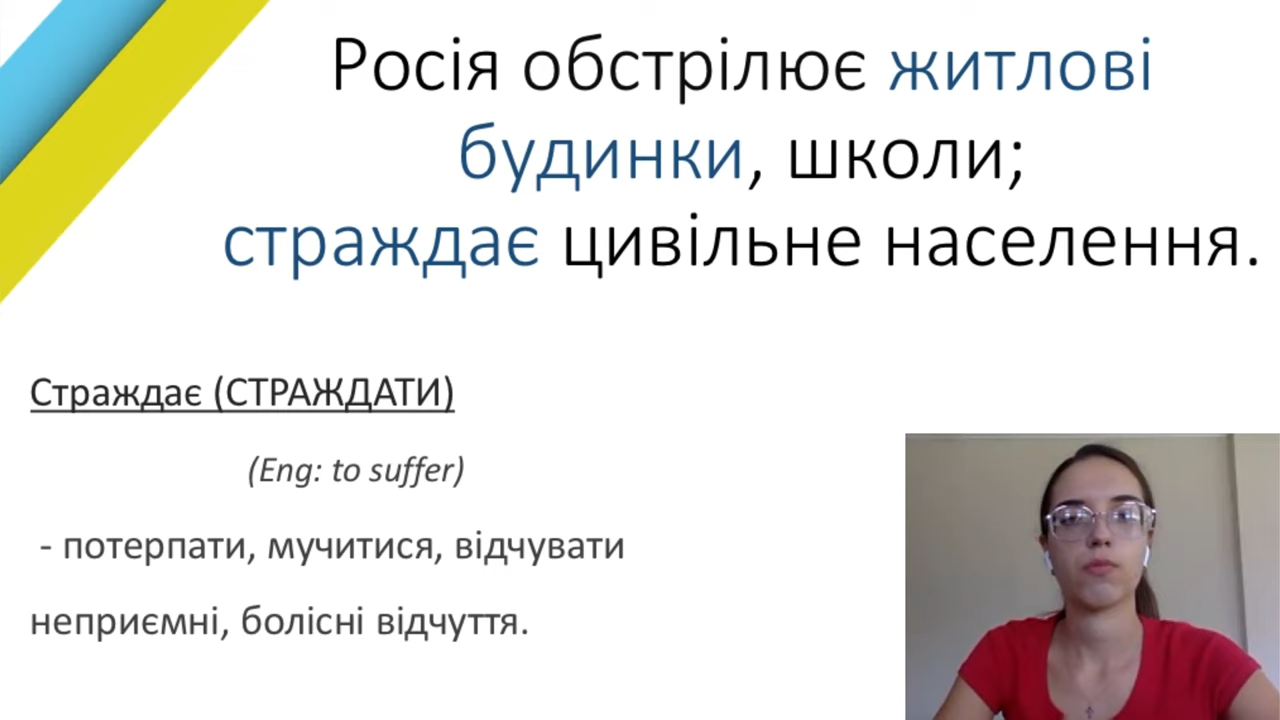 Росія обстрілює житлові
будинки, школи;
страждає цивільне населення.
Страждає (СТРАЖДАТИ)
(Eng: to suffer)
- потерпати, мучитися, відчувати
неприємні, болісні відчуття.